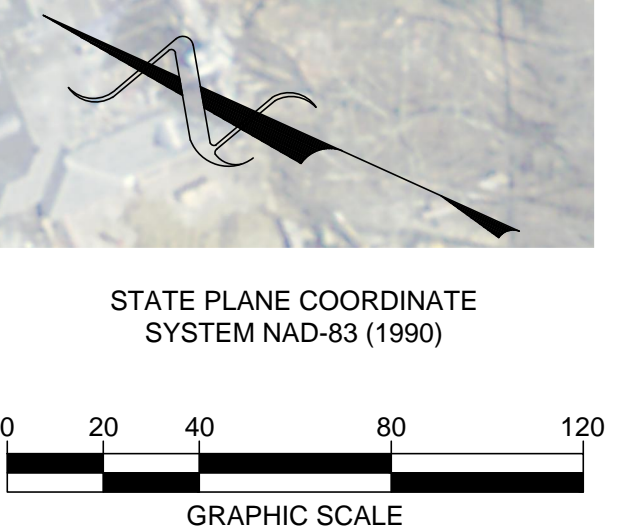 N
STATE PLANE COORDINATE
SYSTEM NAD-83 (1990)
0 20 40 80 120
GRAPHIC SCALE